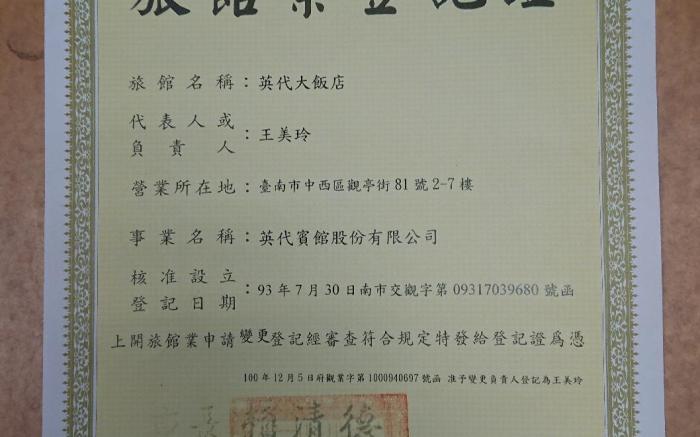 旅館業登記證
旅館名稱：英代大飯店
代表人或
負責人：王美玲
營業所在地：臺南市中西區觀亭街81號2-7樓
事業名稱：英代賓館股份有限公司
核准設立
登記日期：93年7月30日南市交觀字第09317039680號函
上開旅館業申請變更登記經審查符合規定特發給登記證為憑
100年12月5日府觀業字第1000940697號函 准予變更負責人登記為王美玲
長賴清德